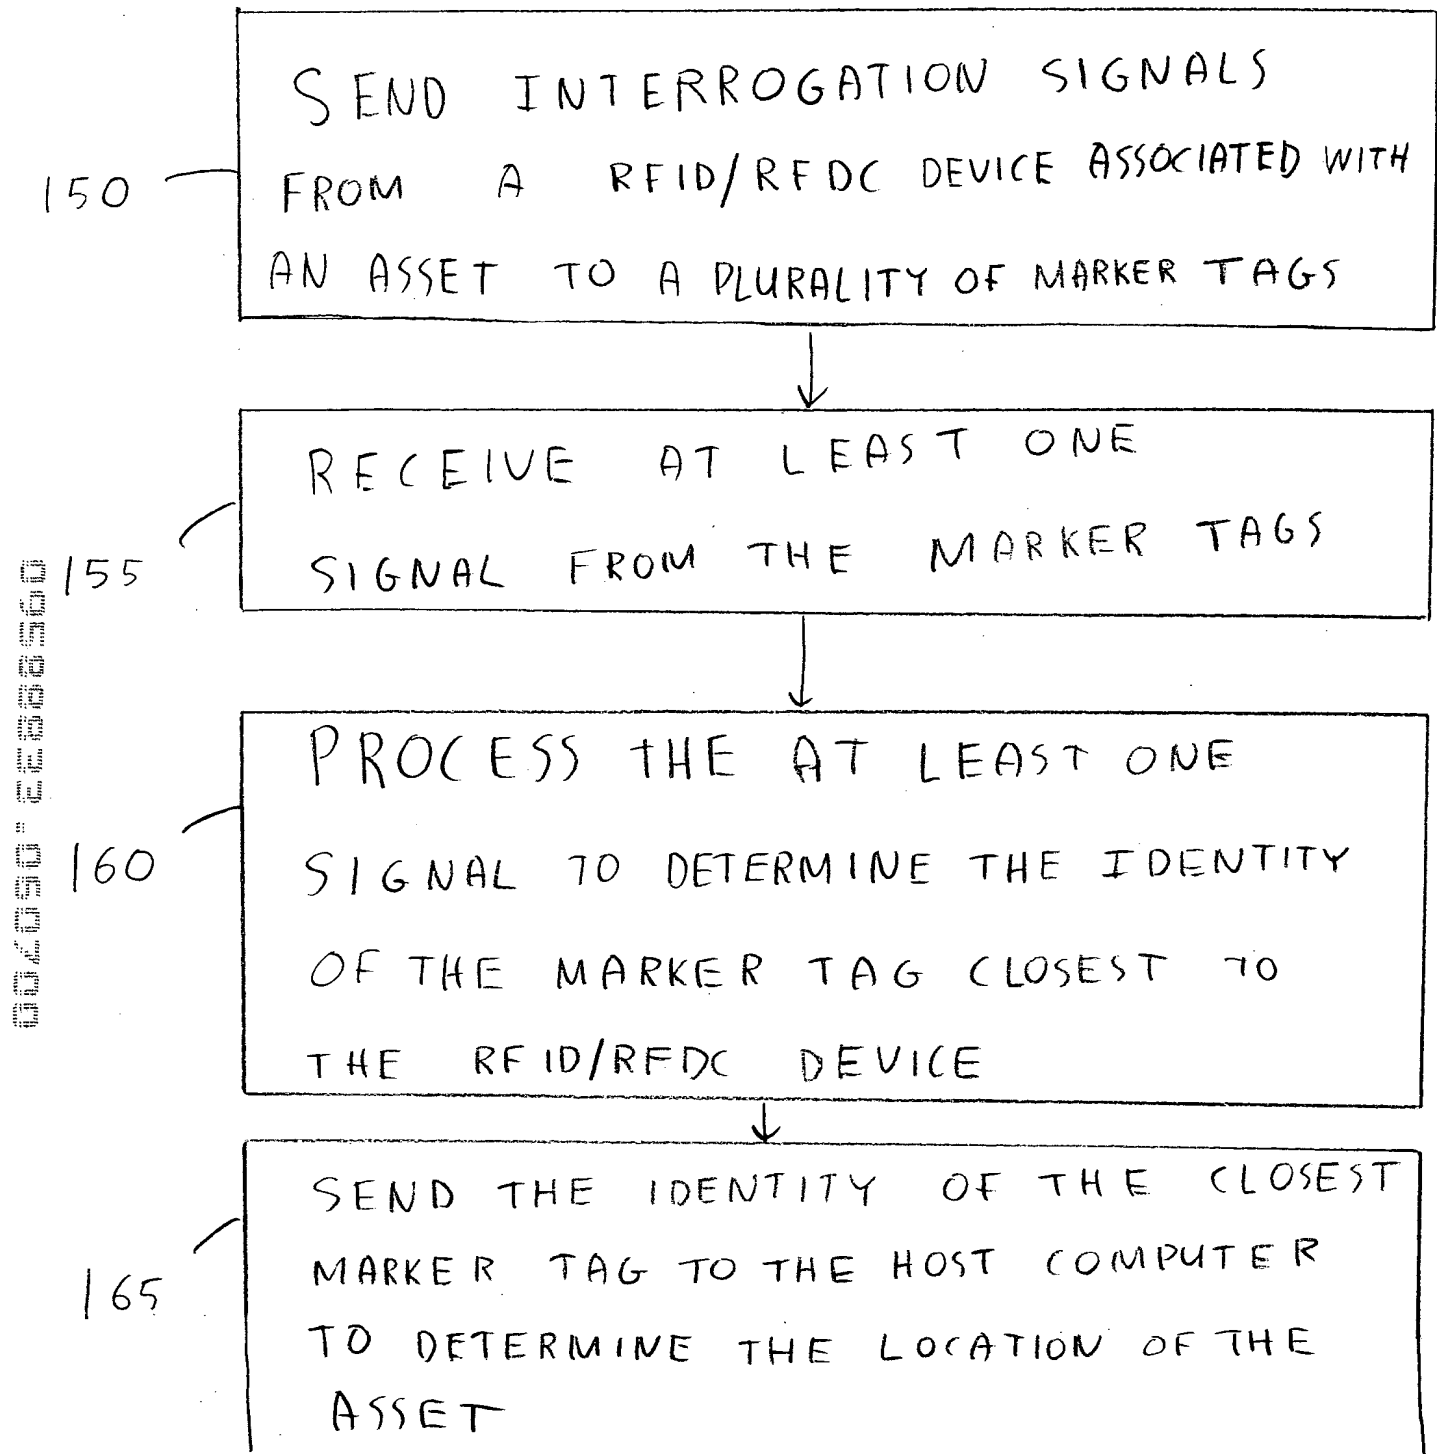 SEND INTERROGATION SIGNALS
150
FROM A RFID/RFDC DEVICE ASSOCIATED WITH
AN ASSET TO A PLURALITY OF MARKER TAGS
RECEIVE AT LEAST ONE
155
SIGNAL FROM THE MARKER TAGS
PROCESS THE AT LEAST ONE
160
SIGNAL TO DETERMINE THE IDENTITY
OF THE MARKER TAG CLOSEST TO
THE RFID/RFDC DEVICE
SEND THE IDENTITY OF THE CLOSEST
165
MARKER TAG TO THE HOST COMPUTER
TO DETERMINE THE LOCATION OF THE
ASSET